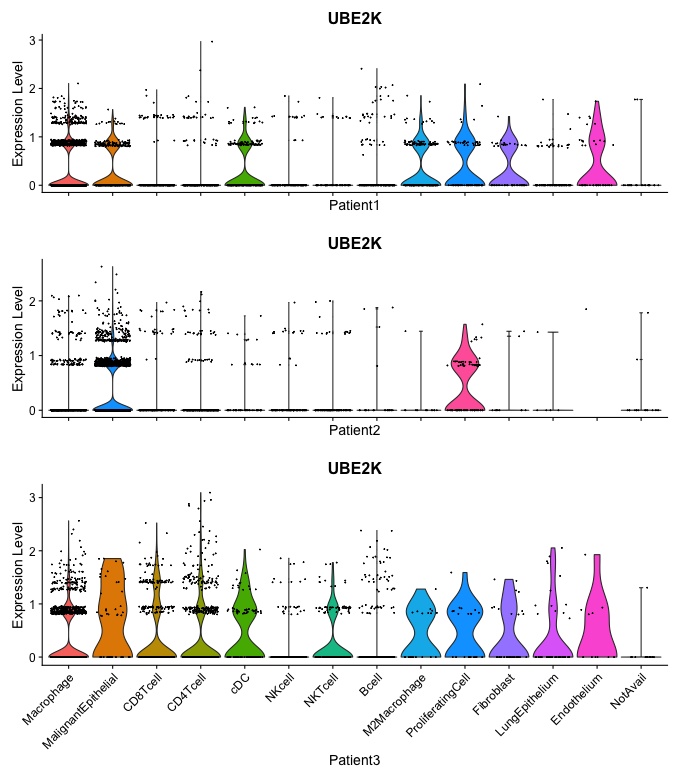 UBE2K
3
2
1
0
Expression Level
Patient1
UBE2K
2
1
0
Expression Level
Patient2
UBE2K
3
2
1
0
Expression Level
Macrophage
MalignantEpithelial
CD8Tcell
CD4Tcell
cDC
NKcell
NKTcell
Bcell
M2Macrophage
ProliferatingCell
Fibroblast
LungEpithelium
Endothelium
NotAvail
Patient3